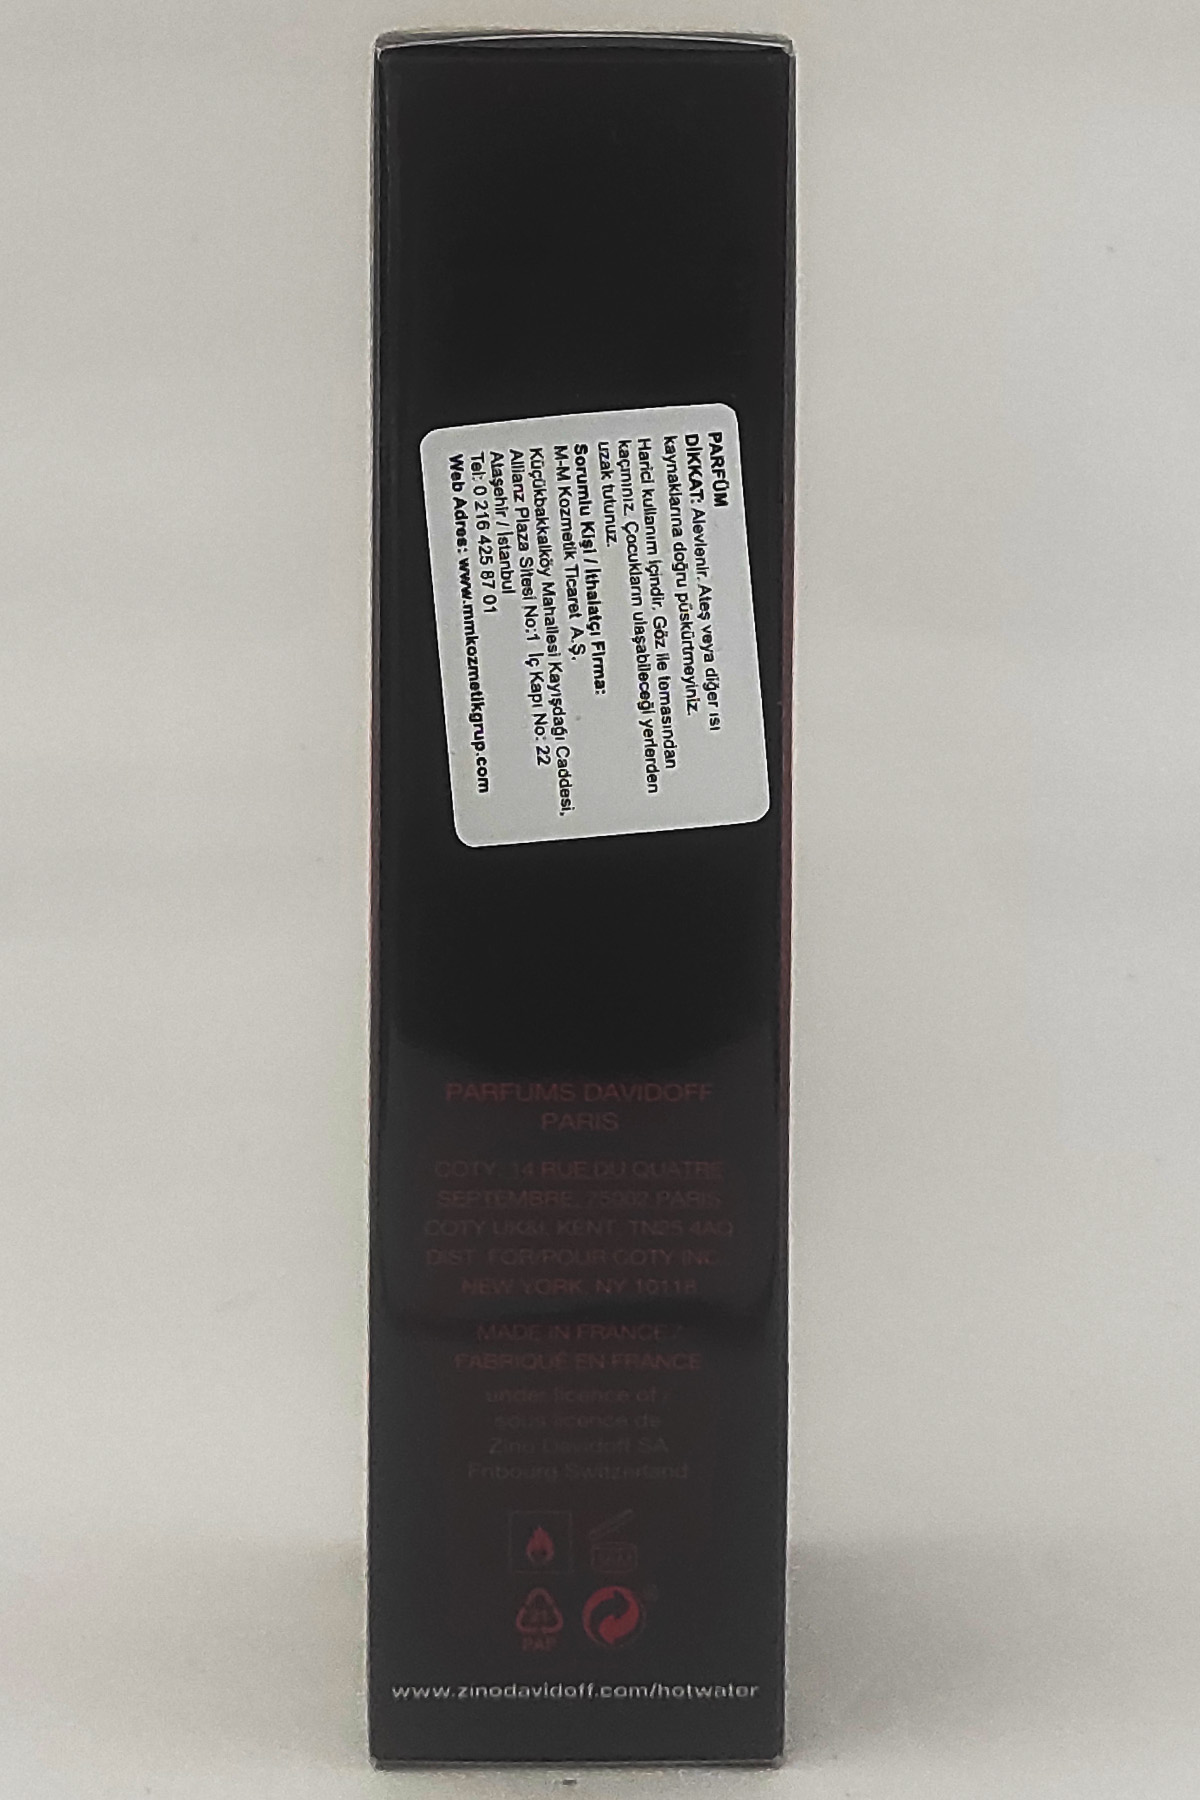 PARFÜM
DİKKAT: Alevlenir. Ateş veya diğer ısı
kaynaklarına doğru püskürtmeyiniz.
Harici kullanım içindir. Göz ile temasından
kaçınınız. Çocukların ulaşabileceği yerlerden
uzak tutunuz.
Sorumlu Kişi / İthalatçı Firma:
M-M Kozmetik Ticaret A.Ş.
Küçükbakkalköy Mahallesi Kayışdağı Caddesi,
Allianz Plaza Sitesi No:1 İç Kapı No: 22
Ataşehir / İstanbul
Tel: 0 216 425 87 01
Web Adres: www.mmkozmetikgrup.com
PARFUMS DAVIDOFF
PARIS
COTY, 14 RUE DU QUATRE
SEPTEMBRE, 75002 PARIS
COTY UK&I, KENT, TN25 4AQ
DIST. FOR/POUR COTY INC.
NEW YORK, NY 10118
MADE IN FRANCE /
FABRIQUÉ EN FRANCE
under licence of /
sous licence de
Zino Davidoff SA
Fribourg Switzerland
21
PAP
www.zinodavidoff.com/hotwater